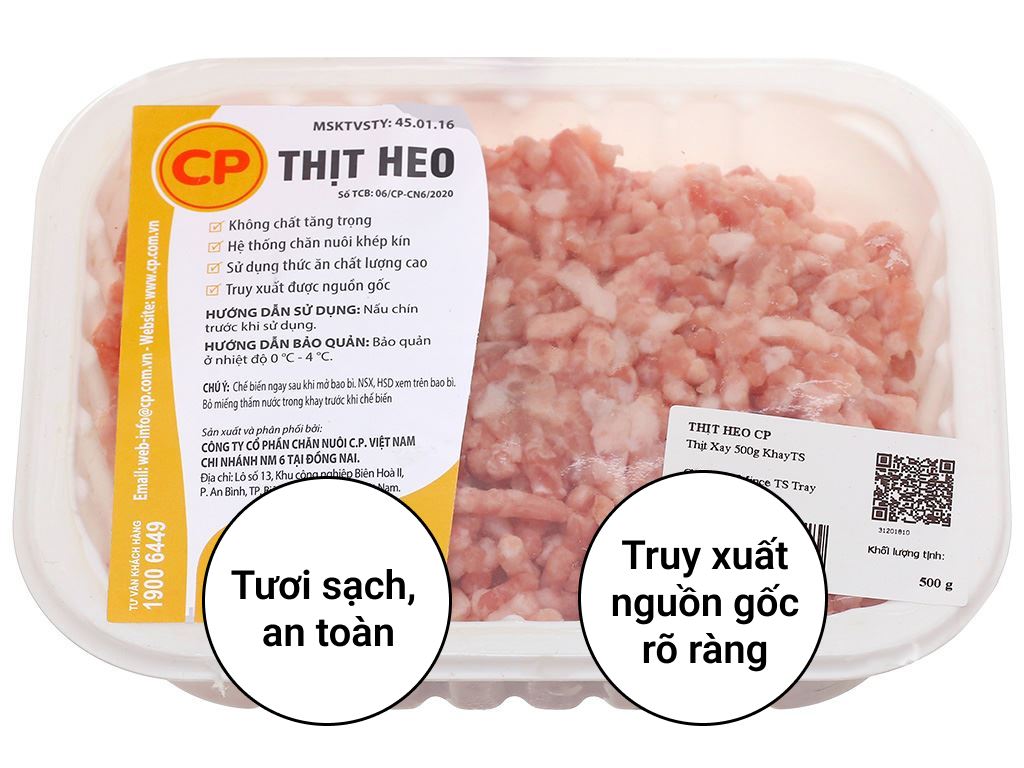 MSKTVSTY: 45.01.16
CP THỊT HEO
Số TCB: 06/CP-CN6/2020
Không chất tăng trọng
Hệ thống chăn nuôi khép kín
Sử dụng thức ăn chất lượng cao
Truy xuất được nguồn gốc
HƯỚNG DẪN SỬ DỤNG: Nấu chín
trước khi sử dụng.
HƯỚNG DẪN BẢO QUẢN: Bảo quản
ở nhiệt độ 0 °C - 4 °C.
CHÚ Ý: Chế biến ngay sau khi mở bao bì. NSX, HSD xem trên bao bì.
Bỏ miếng thấm nước trong khay trước khi chế biến
Sản xuất và phân phối bởi:
CÔNG TY CỔ PHẦN CHĂN NUÔI C.P. VIỆT NAM
CHI NHÁNH NM 6 TẠI ĐỒNG NAI.
Địa chỉ: Lô số 13, Khu công nghiệp Biên Hoà II,
P. An Bình, TP. Nam.
Email: web-info@cp.com.vn - Website: www.cp.com.vn
TƯ VẤN KHÁCH HÀNG
1900 6449
THỊT HEO CP
Thịt Xay 500g KhayTS
TS Tray
31201810
Khối lượng tịnh:
500 g
Tươi sạch,
an toàn
Truy xuất
nguồn gốc
rõ ràng